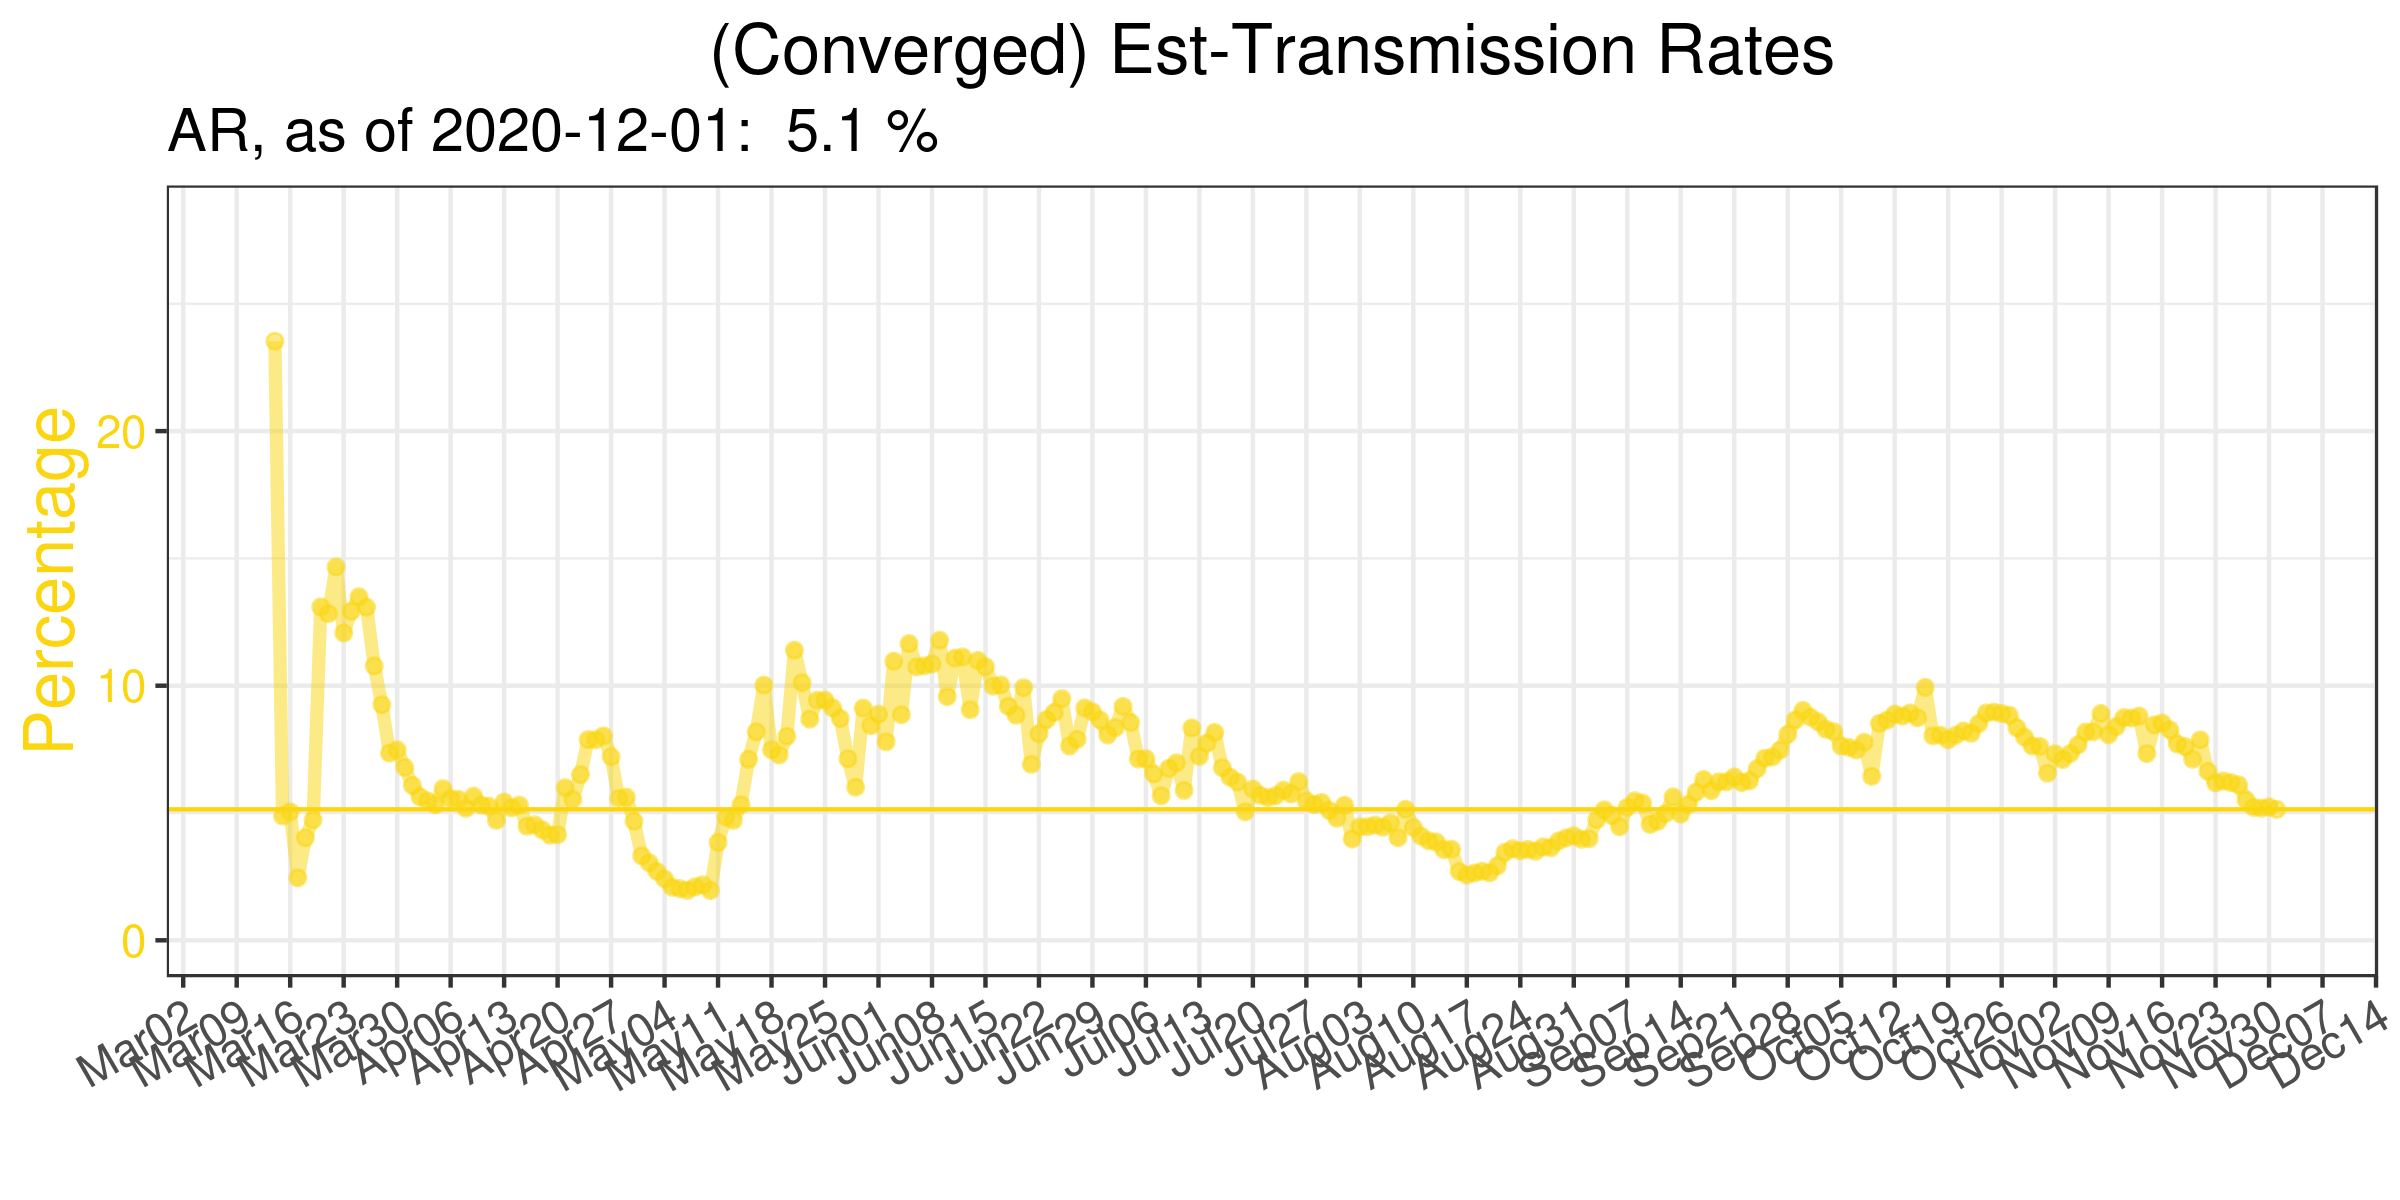 (Converged) Est-Transmission Rates
AR, as of 2020-12-01:  5.1 %
Percentage
20
10
0
Mar02
Mar09
Mar16
Mar23
Mar30
Apr06
Apr13
Apr20
Apr27
May04
May11
May18
May25
Jun01
Jun08
Jun15
Jun22
Jun29
Jul06
Jul13
Jul20
Jul27
Aug03
Aug10
Aug17
Aug24
Aug31
Sep07
Sep14
Sep21
Sep28
Oct05
Oct12
Oct19
Oct26
Nov02
Nov09
Nov16
Nov23
Nov30
Dec07
Dec14